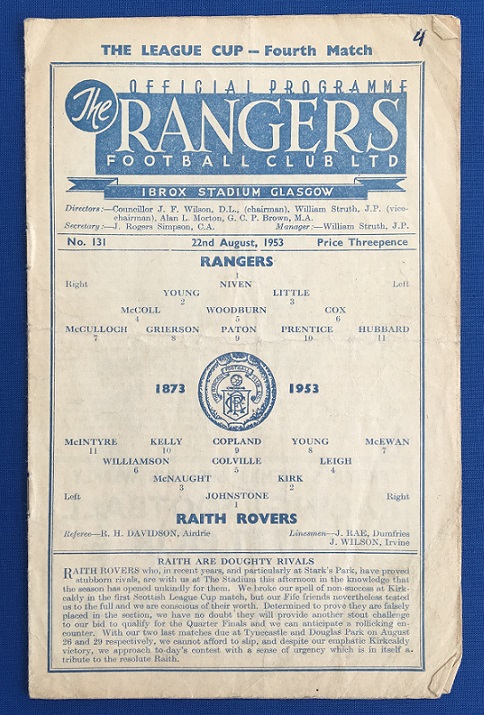 4
THE LEAGUE CUP — Fourth Match
OFFICIAL PROGRAMME
The RANGERS
FOOTBALL CLUB LTD
IBROX STADIUM GLASGOW
Directors:—Councillor J. F. Wilson, D.L., (chairman), William Struth, J.P. (vice-
chairman), Alan L. Morton, G. C. P. Brown, M.A.
Secretary:—J. Rogers Simpson, C.A. Manager:—William Struth, J.P.
No. 131 22nd August, 1953 Price Threepence
RANGERS
1
Right NIVEN Left
YOUNG LITTLE
2 3
McCOLL WOODBURN COX
4 5 6
McCULLOCH GRIERSON PATON PRENTICE HUBBARD
7 8 9 10 11
1873 1953
McINTYRE KELLY COPLAND YOUNG McEWAN
11 10 9 8 7
WILLIAMSON COLVILLE LEIGH
6 5 4
McNAUGHT KIRK
3 2
Left JOHNSTONE Right
1
RAITH ROVERS
Referee—R. H. DAVIDSON, Airdrie Linesmen—J. RAE, Dumfries
J. WILSON, Irvine
RAITH ARE DOUGHTY RIVALS
RAITH ROVERS who, in recent years, and particularly at Stark's Park, have proved
stubborn rivals, are with us at The Stadium this afternoon in the knowledge that
the season has opened unkindly for them. We broke our spell of non-success at Kirk-
caldy in the first Scottish League Cup match, but our Fife friends nevertheless tested
us to the full and we are conscious of their worth. Determined to prove they are falsely
placed in the section, we have no doubt they will provide another stout challenge
to our bid to qualify for the Quarter Finals and we can anticipate a rollicking en-
counter. With our two last matches due at Tynecastle and Douglas Park on August
26 and 29 respectively, we cannot afford to slip, and despite our emphatic Kirkcaldy
victory, we approach to-day's contest with a sense of urgency which is in itself a
tribute to the resolute Raith.